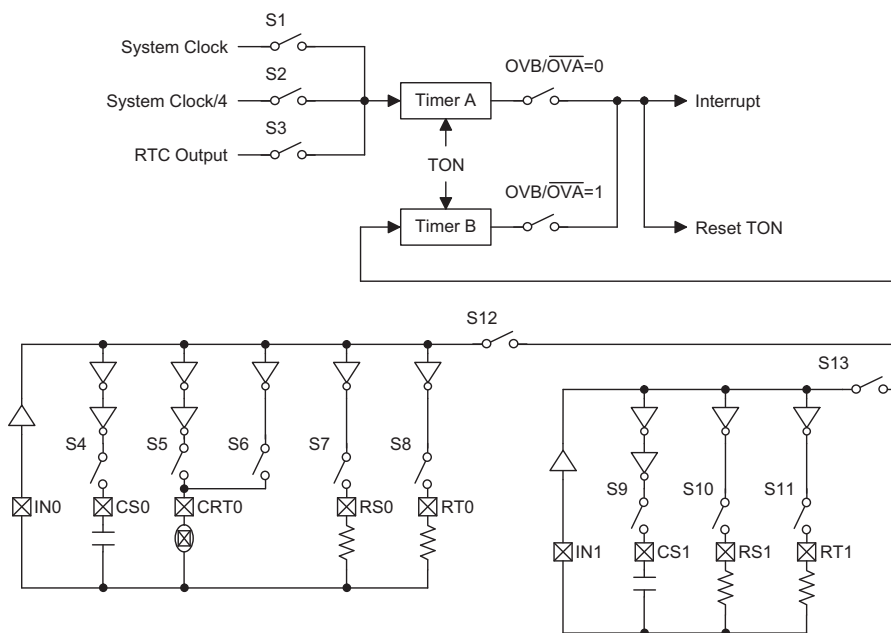 S1
System Clock
OVB/O̅V̅A̅=0
S2
System Clock/4
Timer A
Interrupt
S3
RTC Output
TON
OVB/O̅V̅A̅=1
Timer B
Reset TON
S12
S13
S4
S5
S6
S7
S8
S9
S10
S11
IN0
CS0
CRT0
RS0
RT0
IN1
CS1
RS1
RT1